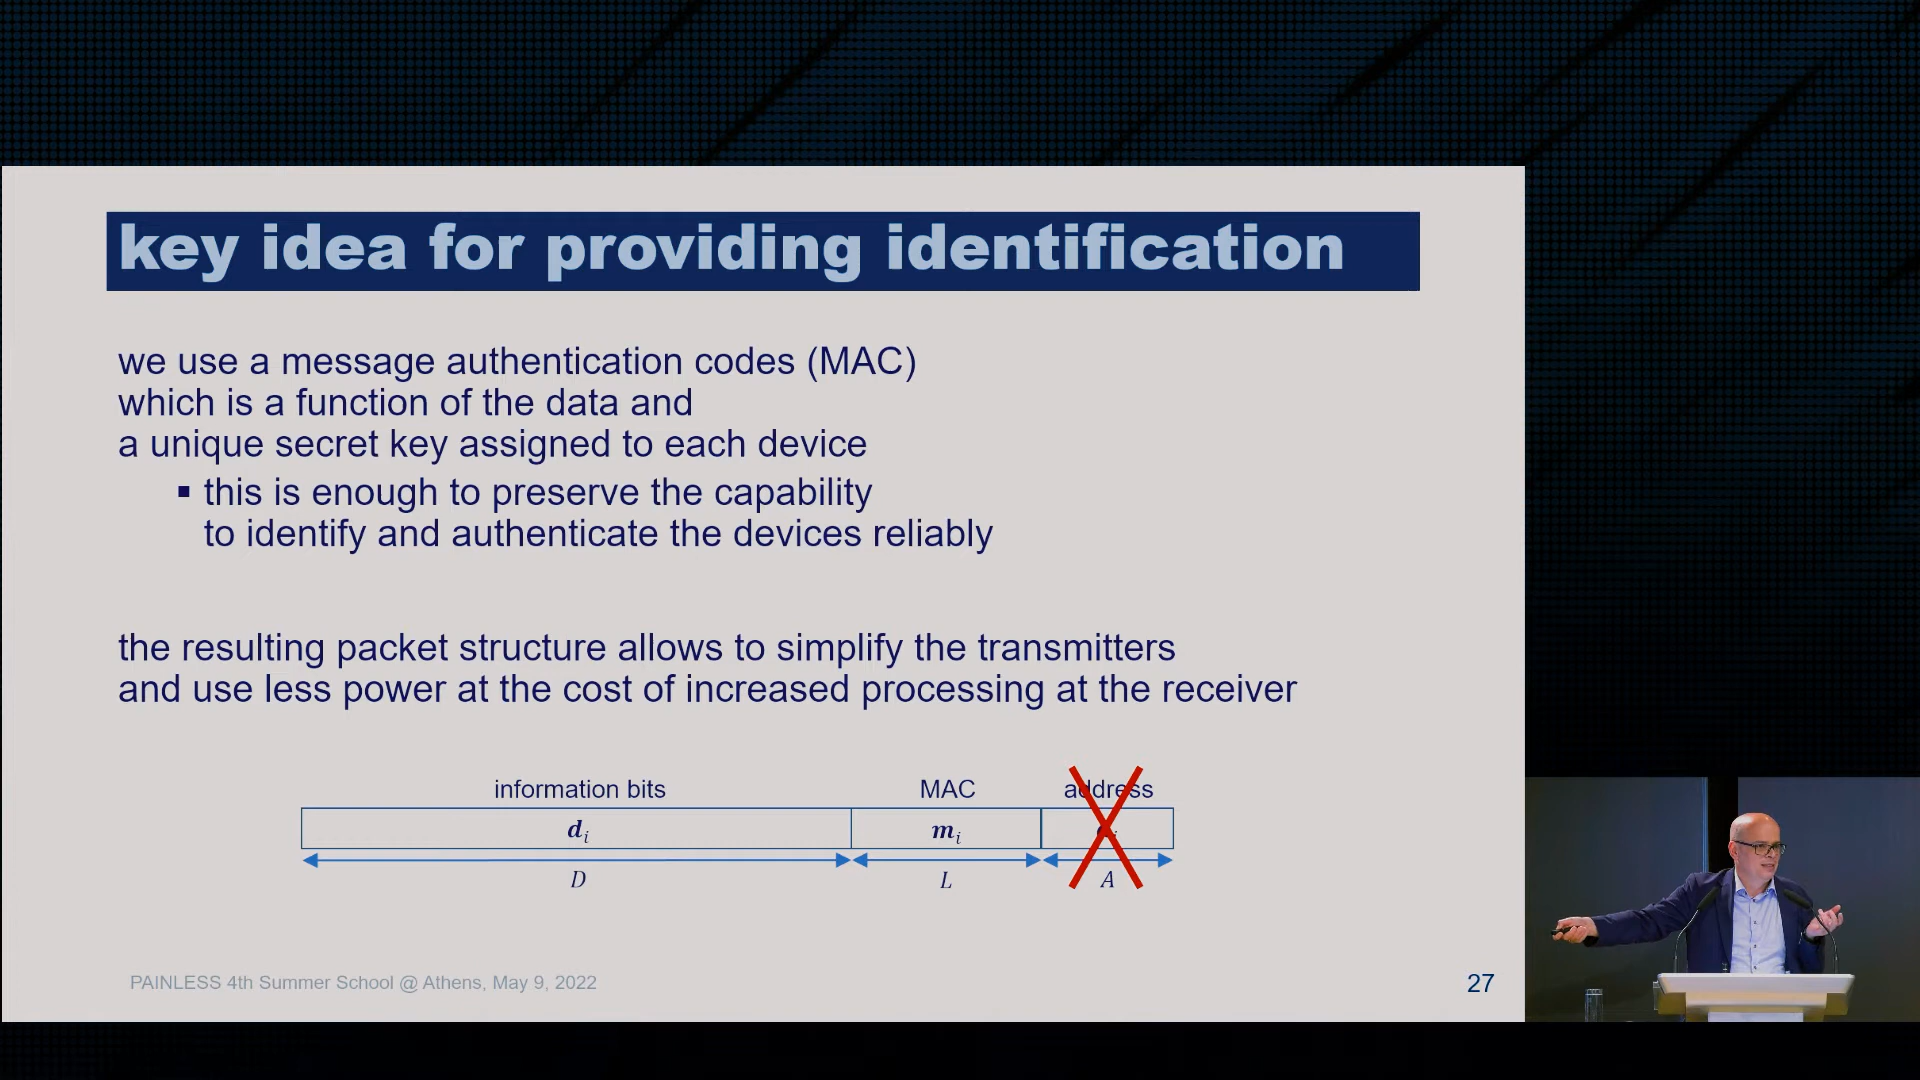 key idea for providing identification
we use a message authentication codes (MAC)
which is a function of the data and
a unique secret key assigned to each device
▪ this is enough to preserve the capability
to identify and authenticate the devices reliably
the resulting packet structure allows to simplify the transmitters
and use less power at the cost of increased processing at the receiver
information bits MAC address
dᵢ mᵢ
D L A
PAINLESS 4th Summer School @ Athens, May 9, 2022 27